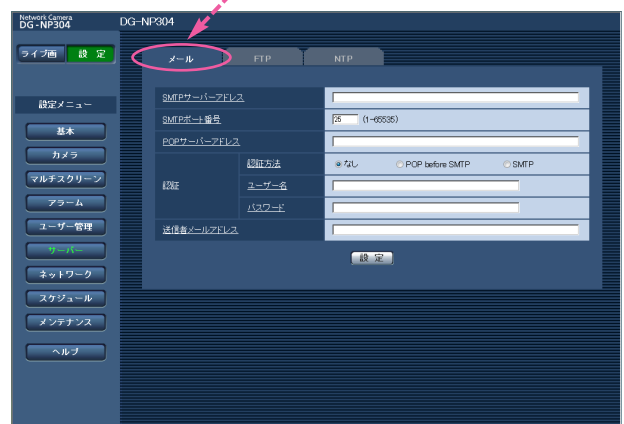 Network Camera
DG-NP304
DG-NP304
ライブ画 設 定
メール FTP NTP
設定メニュー
基本
カメラ
マルチスクリーン
アラーム
ユーザー管理
サーバー
ネットワーク
スケジュール
メンテナンス
ヘルプ
SMTPサーバーアドレス
SMTPポート番号 25 (1-65535)
POPサーバーアドレス
認証 認証方法 なし POP before SMTP SMTP
ユーザー名
パスワード
送信者メールアドレス
設 定